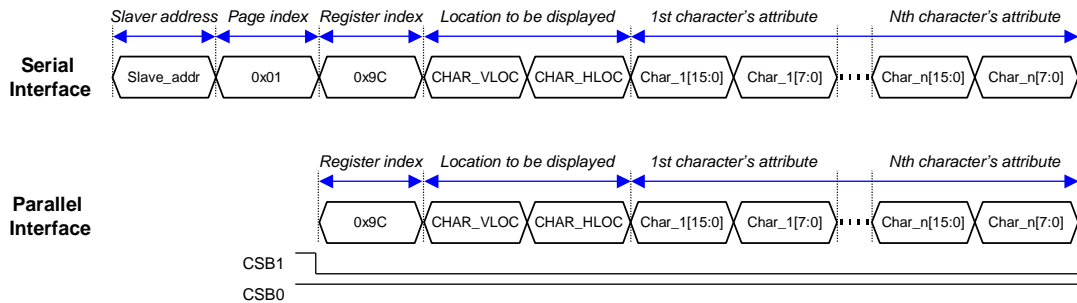 Slaver address Page index Register index Location to be displayed 1st character's attribute Nth character's attribute
Serial
Interface
Slave_addr 0x01 0x9C CHAR_VLOC CHAR_HLOC Char_1[15:0] Char_1[7:0] Char_n[15:0] Char_n[7:0]
Register index Location to be displayed 1st character's attribute Nth character's attribute
Parallel
Interface
0x9C CHAR_VLOC CHAR_HLOC Char_1[15:0] Char_1[7:0] Char_n[15:0] Char_n[7:0]
CSB1
CSB0